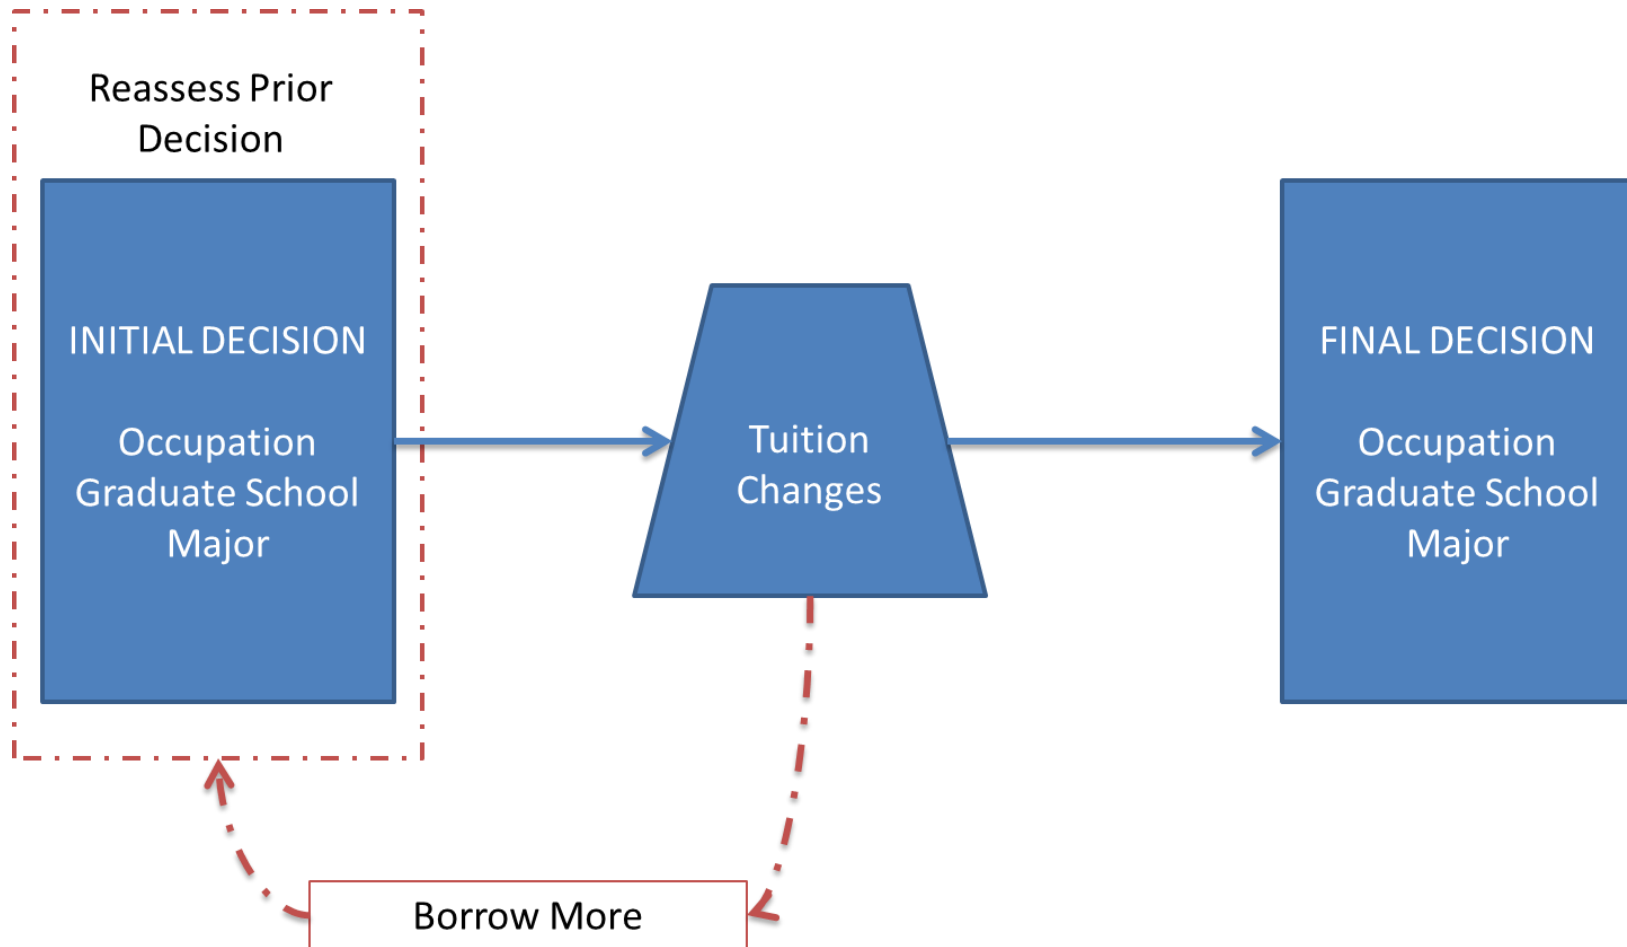 Reassess Prior
Decision
INITIAL DECISION
Occupation
Graduate School
Major
Tuition
Changes
FINAL DECISION
Occupation
Graduate School
Major
Borrow More